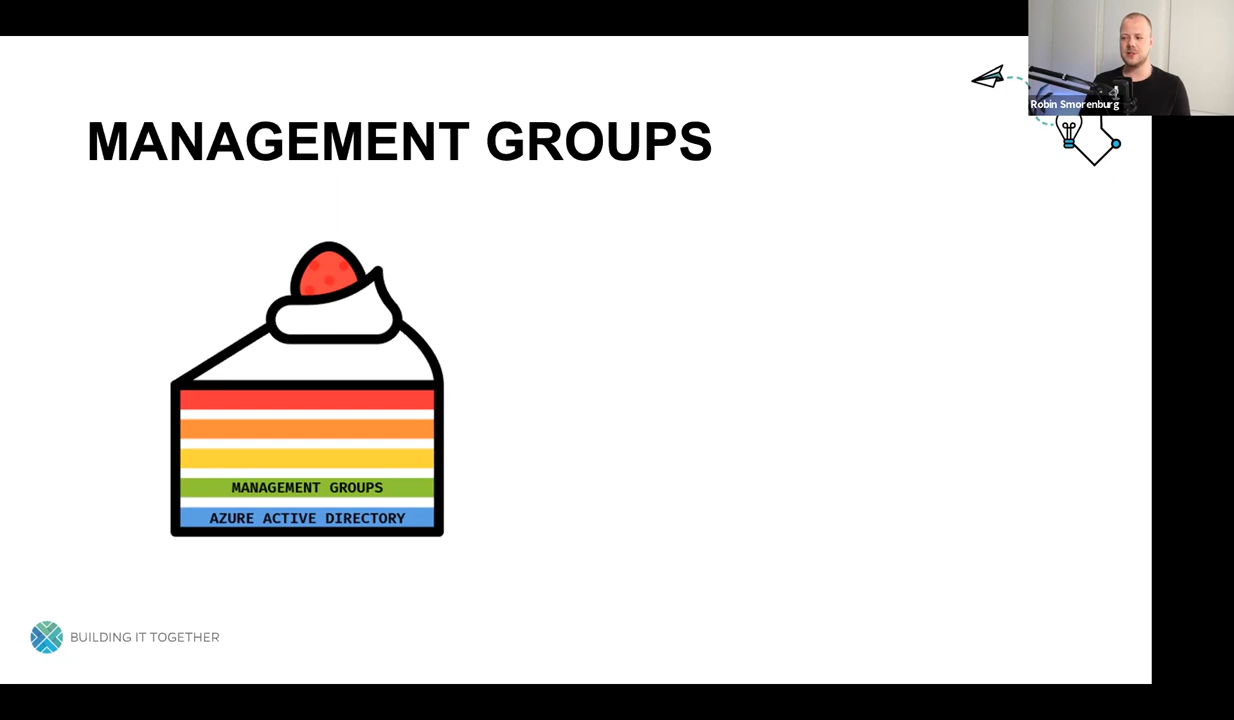 Robin Smorenburg
MANAGEMENT GROUPS
MANAGEMENT GROUPS
AZURE ACTIVE DIRECTORY
BUILDING IT TOGETHER